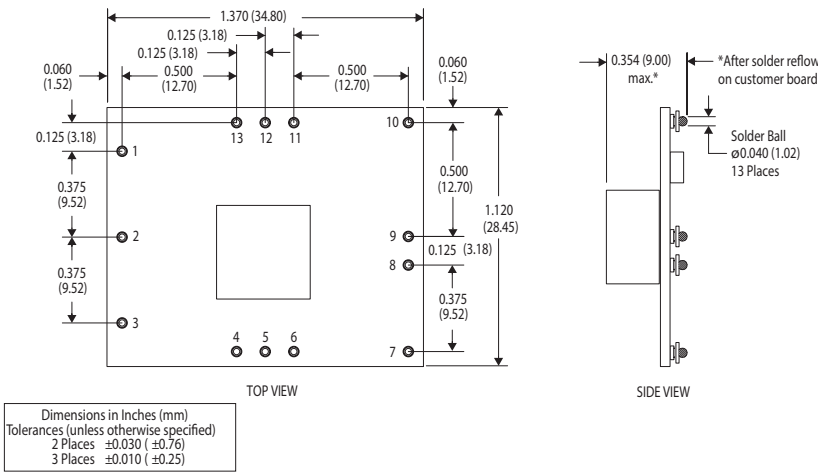 1.370 (34.80)
0.125 (3.18)
0.125 (3.18)
0.060
(1.52)
0.500
(12.70)
0.500
(12.70)
0.060
(1.52)
0.354 (9.00)
max.*
*After solder reflow
on customer board
13 12 11 10
0.125 (3.18)
1
Solder Ball
ø0.040 (1.02)
13 Places
0.375
(9.52)
0.500
(12.70)
1.120
(28.45)
2
9
0.125 (3.18)
8
0.375
(9.52)
0.375
(9.52)
3
4 5 6
7
TOP VIEW
SIDE VIEW
Dimensions in Inches (mm)
Tolerances (unless otherwise specified)
2 Places ±0.030 ( ±0.76)
3 Places ±0.010 ( ±0.25)